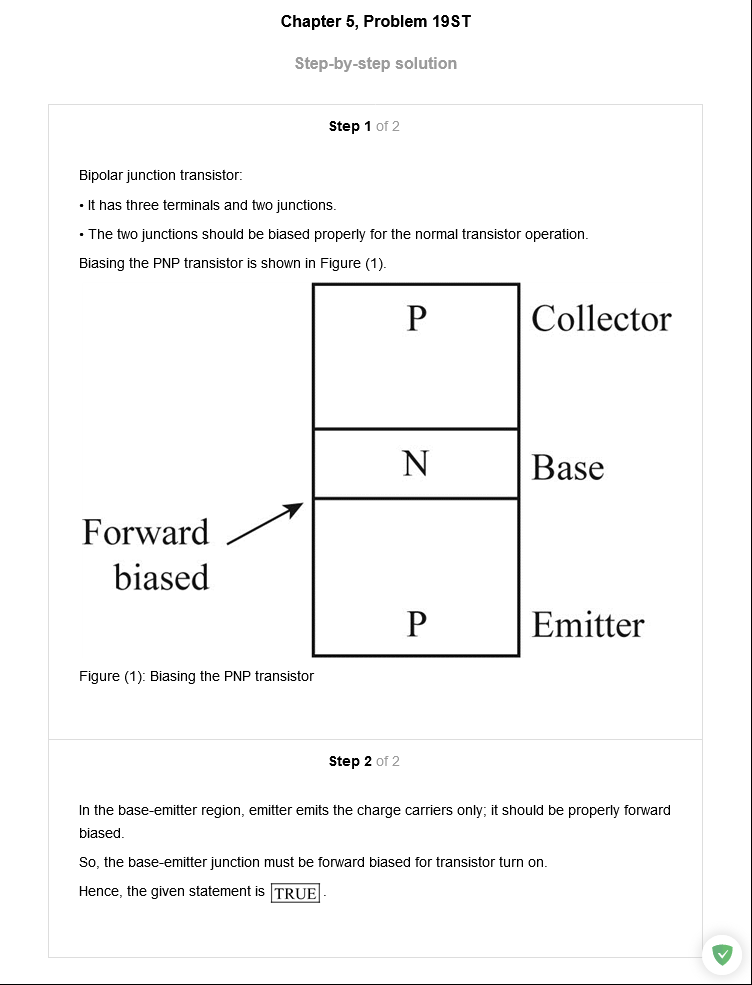 Chapter 5, Problem 19ST
Step-by-step solution
Step 1 of 2
Bipolar junction transistor:
• It has three terminals and two junctions.
• The two junctions should be biased properly for the normal transistor operation.
Biasing the PNP transistor is shown in Figure (1).
P Collector
N Base
Forward
biased
P Emitter
Figure (1): Biasing the PNP transistor
Step 2 of 2
In the base-emitter region, emitter emits the charge carriers only; it should be properly forward
biased.
So, the base-emitter junction must be forward biased for transistor turn on.
Hence, the given statement is TRUE.